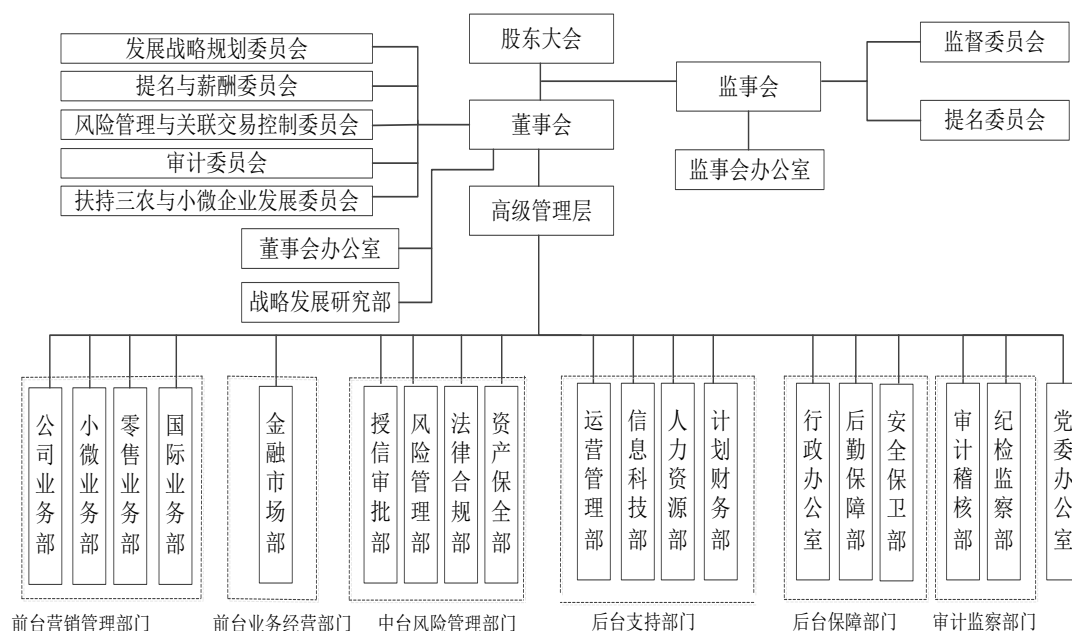 股东大会
发展战略规划委员会
提名与薪酬委员会
风险管理与关联交易控制委员会
审计委员会
扶持三农与小微企业发展委员会
董事会
监事会
监督委员会
提名委员会
监事会办公室
高级管理层
董事会办公室
战略发展研究部
公司业务部
小微业务部
零售业务部
国际业务部
金融市场部
授信审批部
风险管理部
法律合规部
资产保全部
运营管理部
信息科技部
人力资源部
计划财务部
行政办公室
后勤保障部
安全保卫部
审计稽核部
纪检监察部
党委办公室
前台营销管理部门
前台业务经营部门
中台风险管理部门
后台支持部门
后台保障部门
审计监察部门